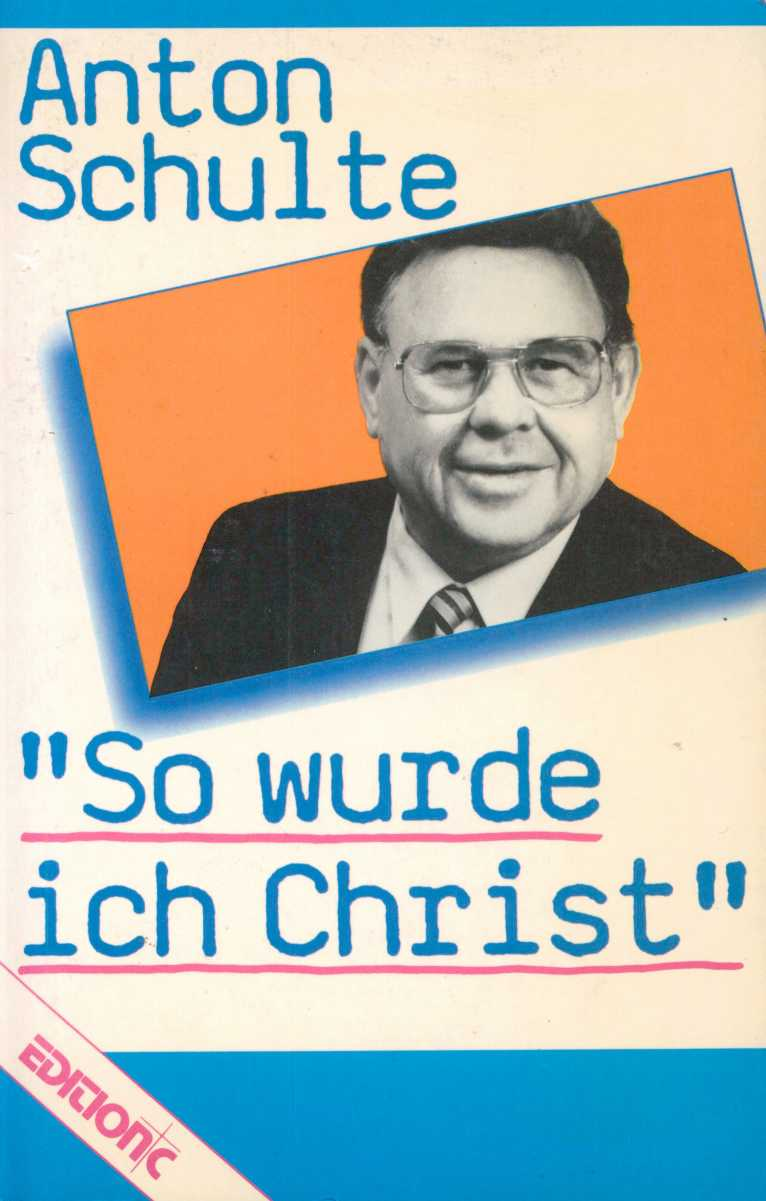 Anton
Schulte
"So wurde
ich Christ"
EDITION C